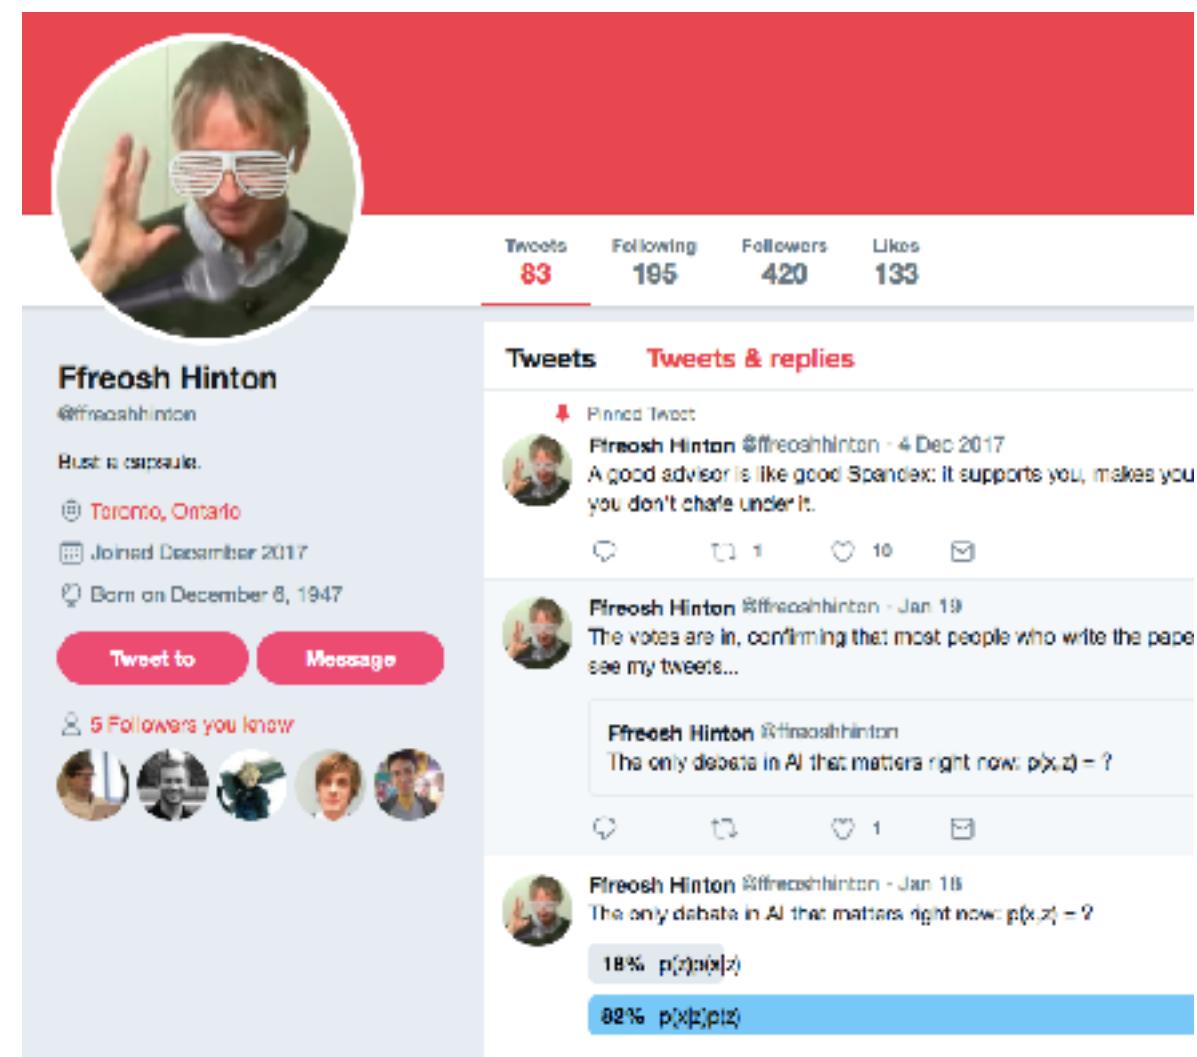 Tweets Following Followers Likes
83 195 420 133
Ffreosh Hinton
@ffreoshhinton
Bust a capsule.
Toronto, Ontario
Joined December 2017
Born on December 6, 1947
Tweet to Message
5 Followers you know
Tweets Tweets & replies
Pinned Tweet
Ffreosh Hinton @ffreoshhinton · 4 Dec 2017
A good advisor is like good Spandex: it supports you, makes you
you don't chafe under it.
1 10
Ffreosh Hinton @ffreoshhinton · Jan 19
The votes are in, confirming that most people who write the pape
see my tweets...
Ffreosh Hinton @ffreoshhinton
The only debate in AI that matters right now: p(x,z) = ?
1
Ffreosh Hinton @ffreoshhinton · Jan 18
The only debate in AI that matters right now: p(x,z) = ?
18% p(z)p(x|z)
82% p(x|z)p(z)